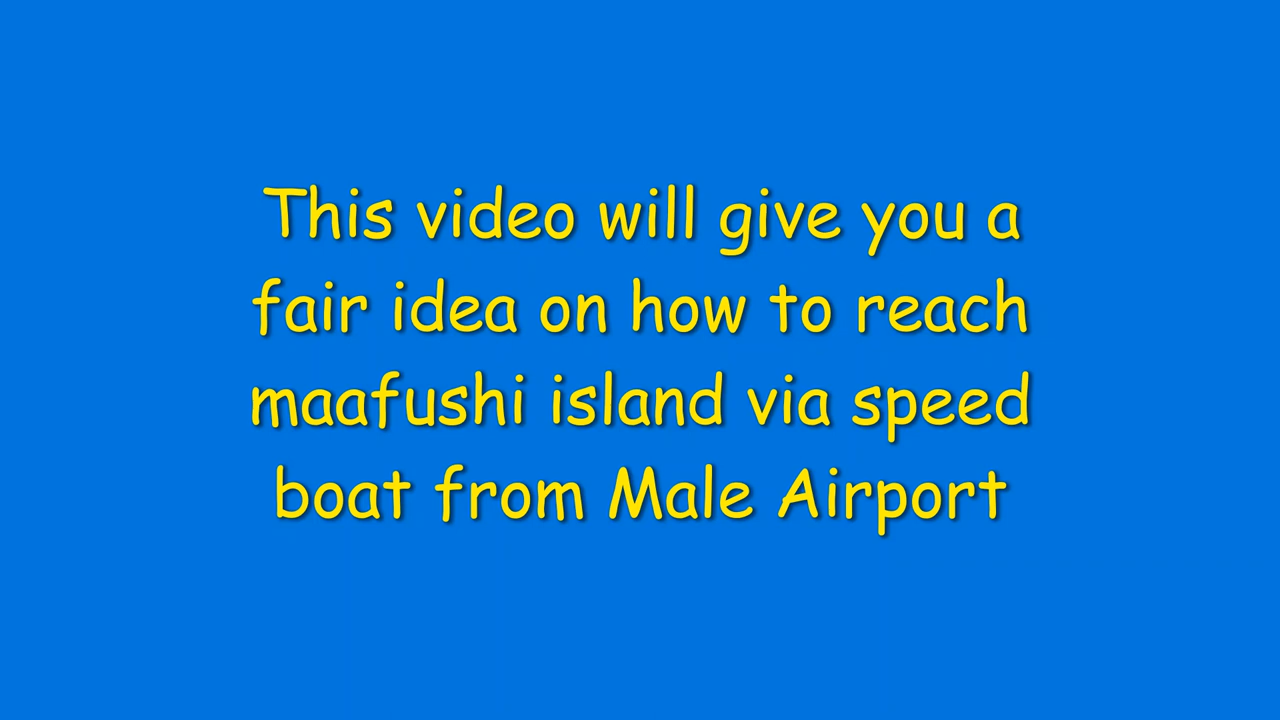 This video will give you a
fair idea on how to reach
maafushi island via speed
boat from Male Airport